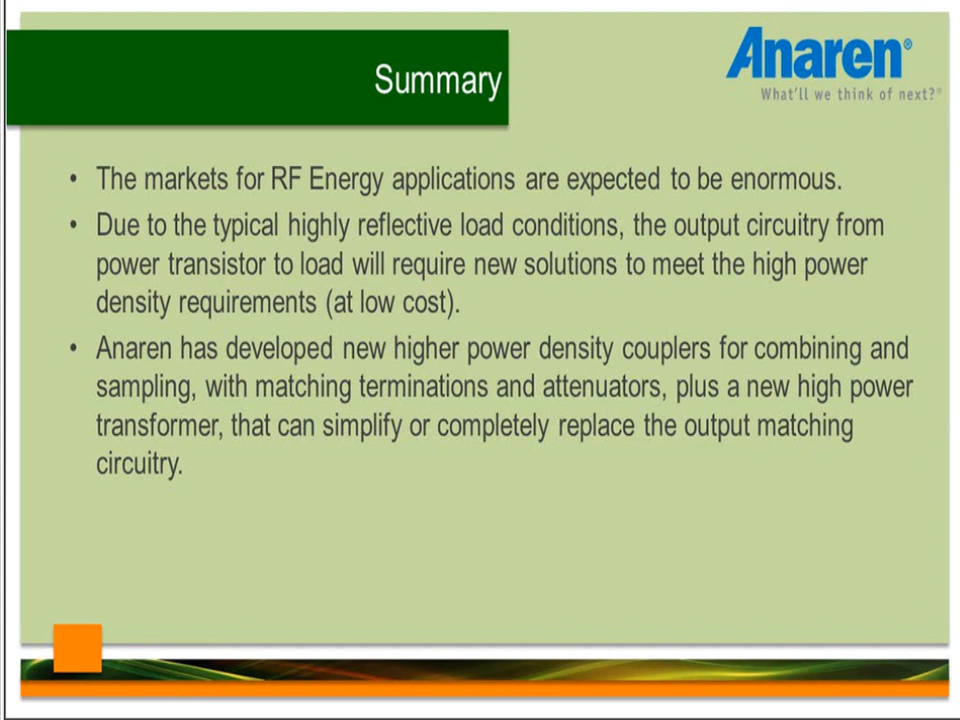 Summary
Anaren®
What'll we think of next?®
• The markets for RF Energy applications are expected to be enormous.
• Due to the typical highly reflective load conditions, the output circuitry from
power transistor to load will require new solutions to meet the high power
density requirements (at low cost).
• Anaren has developed new higher power density couplers for combining and
sampling, with matching terminations and attenuators, plus a new high power
transformer, that can simplify or completely replace the output matching
circuitry.